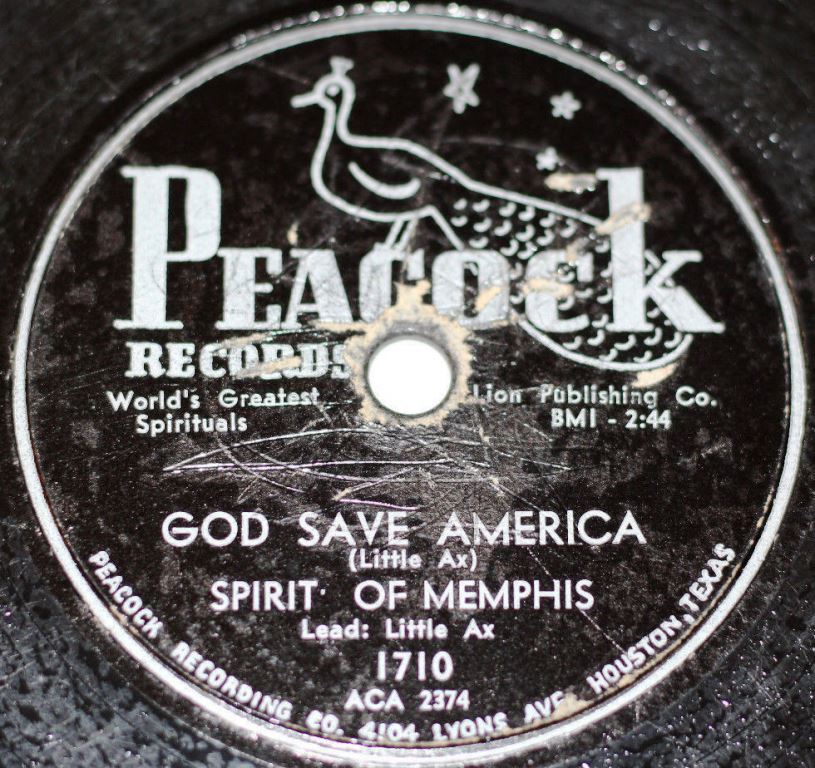 PEACOCK
RECORDS
World's Greatest
Spirituals
Lion Publishing Co.
BMI - 2:44
GOD SAVE AMERICA
(Little Ax)
SPIRIT OF MEMPHIS
Lead: Little Ax
1710
ACA 2374
PEACOCK RECORDING CO. 4104 LYONS AVE. HOUSTON, TEXAS